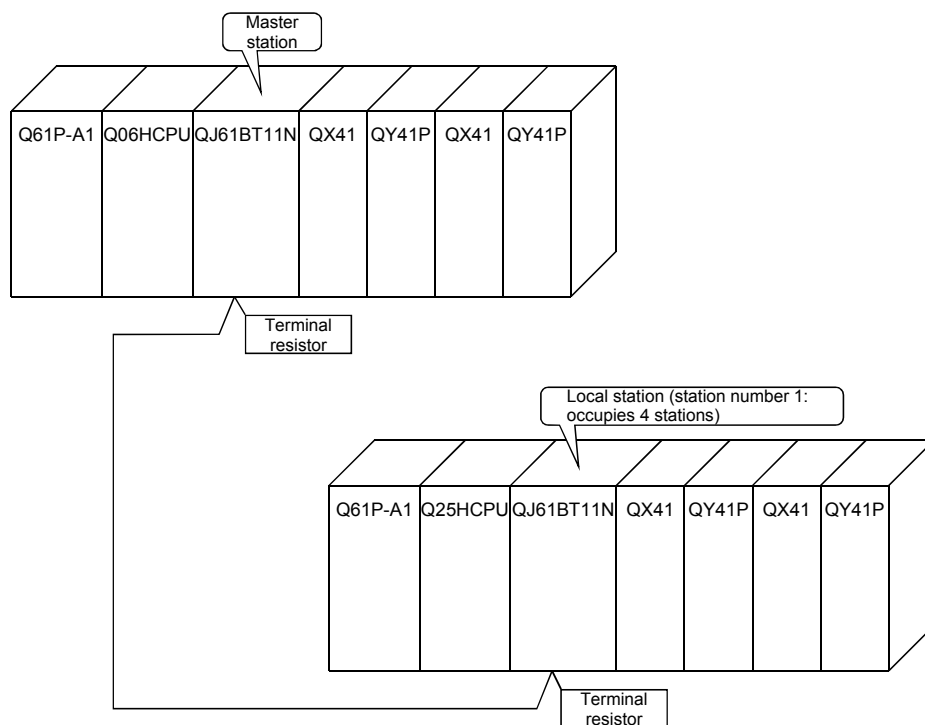 Master
station
Q61P-A1 Q06HCPU QJ61BT11N QX41 QY41P QX41 QY41P
Terminal
resistor
Local station (station number 1:
occupies 4 stations)
Q61P-A1 Q25HCPU QJ61BT11N QX41 QY41P QX41 QY41P
Terminal
resistor